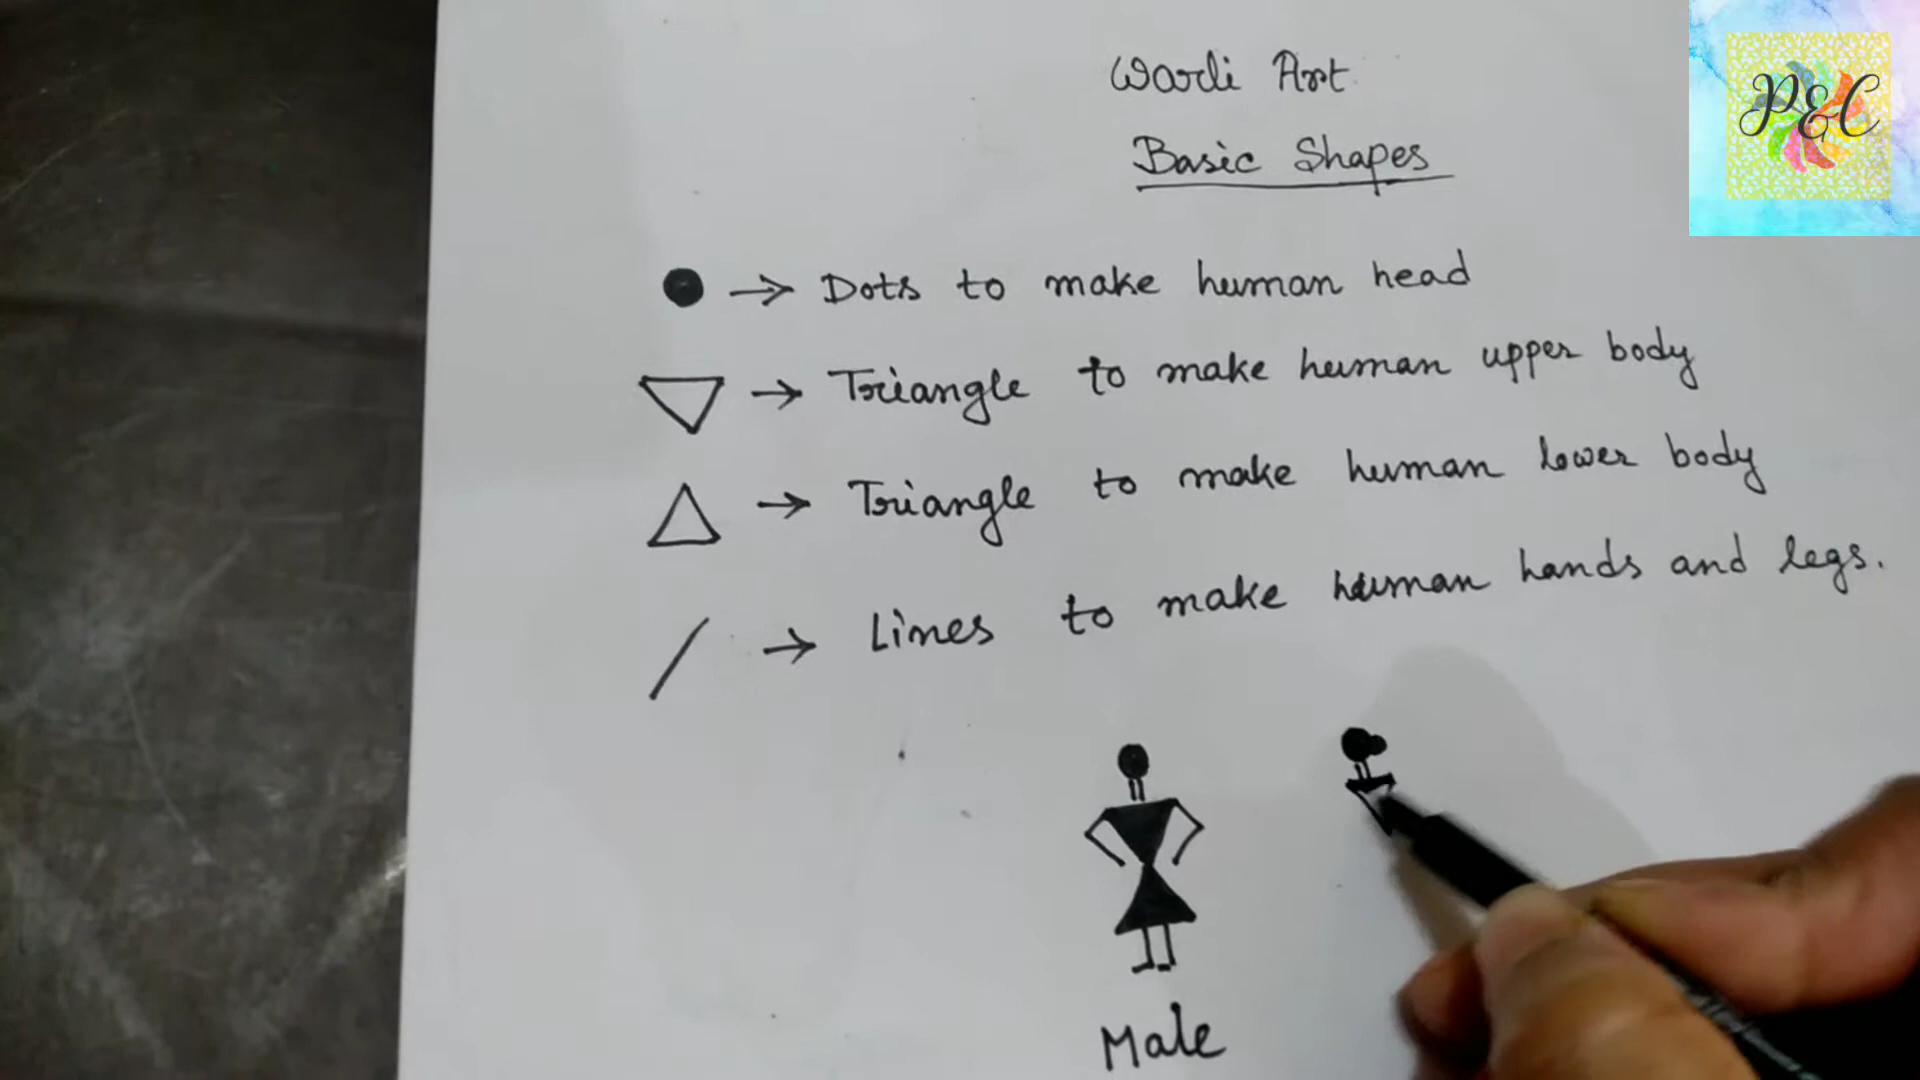 Warli Art
Basic Shapes
P&C
→ Dots to make human head
→ Triangle to make human upper body
→ Triangle to make human lower body
→ Lines to make human hands and legs.
Male